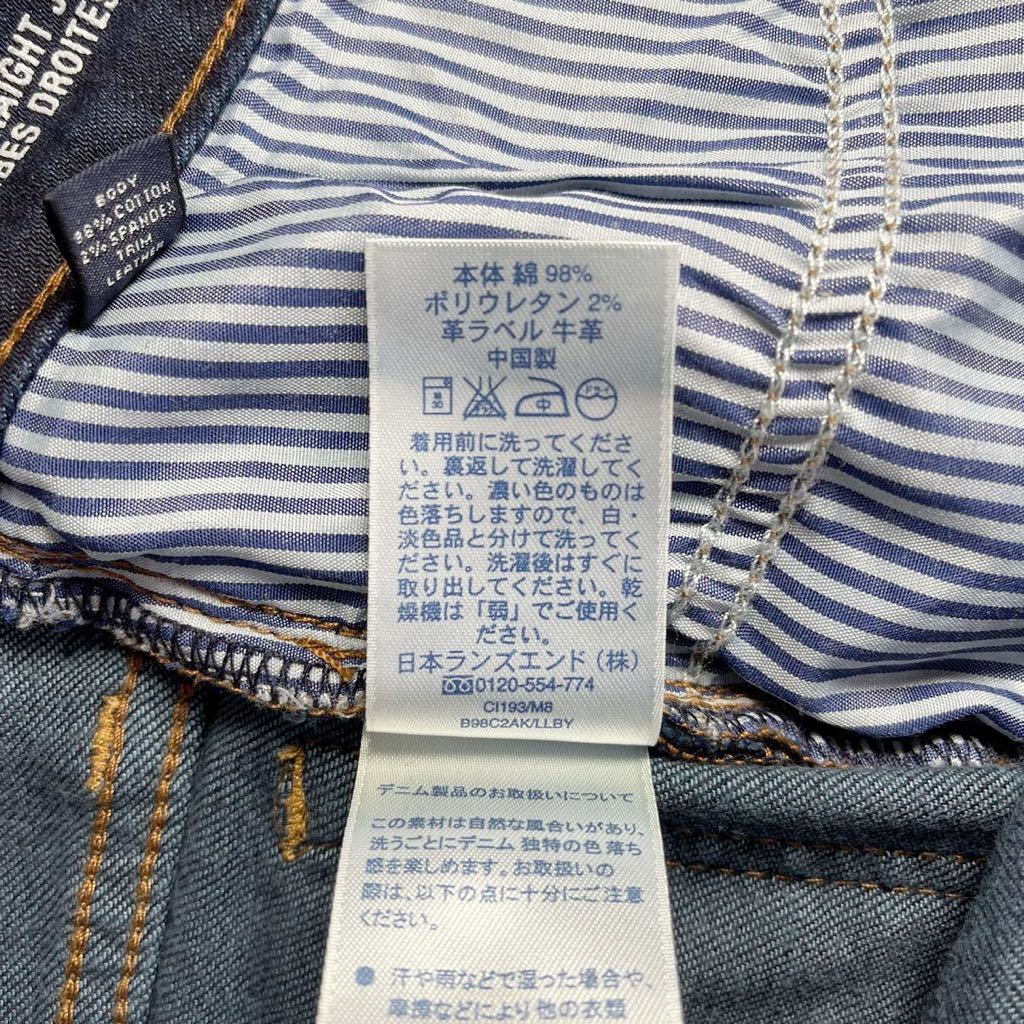 AIGHT J
BES DROITES
BODY
98% COTTON
2% SPANDEX
TRIM
LEATHER
本体 綿 98%
ポリウレタン 2%
革ラベル 牛革
中国製
中 ドライ
着用前に洗ってくださ
い。裏返して洗濯してく
ださい。濃い色のものは
色落ちしますので、白・
淡色品と分けて洗ってく
ださい。洗濯後はすぐに
取り出してください。乾
燥機は「弱」でご使用く
ださい。
日本ランズエンド（株）
0120-554-774
CI193/M8
B98C2AK/LLBY
デニム製品のお取扱いについて
この素材は自然な風合いがあり、
洗うごとにデニム 独特の色 落ち
感を楽しめます。お取扱いの
際は、以下の点に十分にご注意
ください。
● 汗や雨などで湿った場合や、
摩擦などにより他の衣類